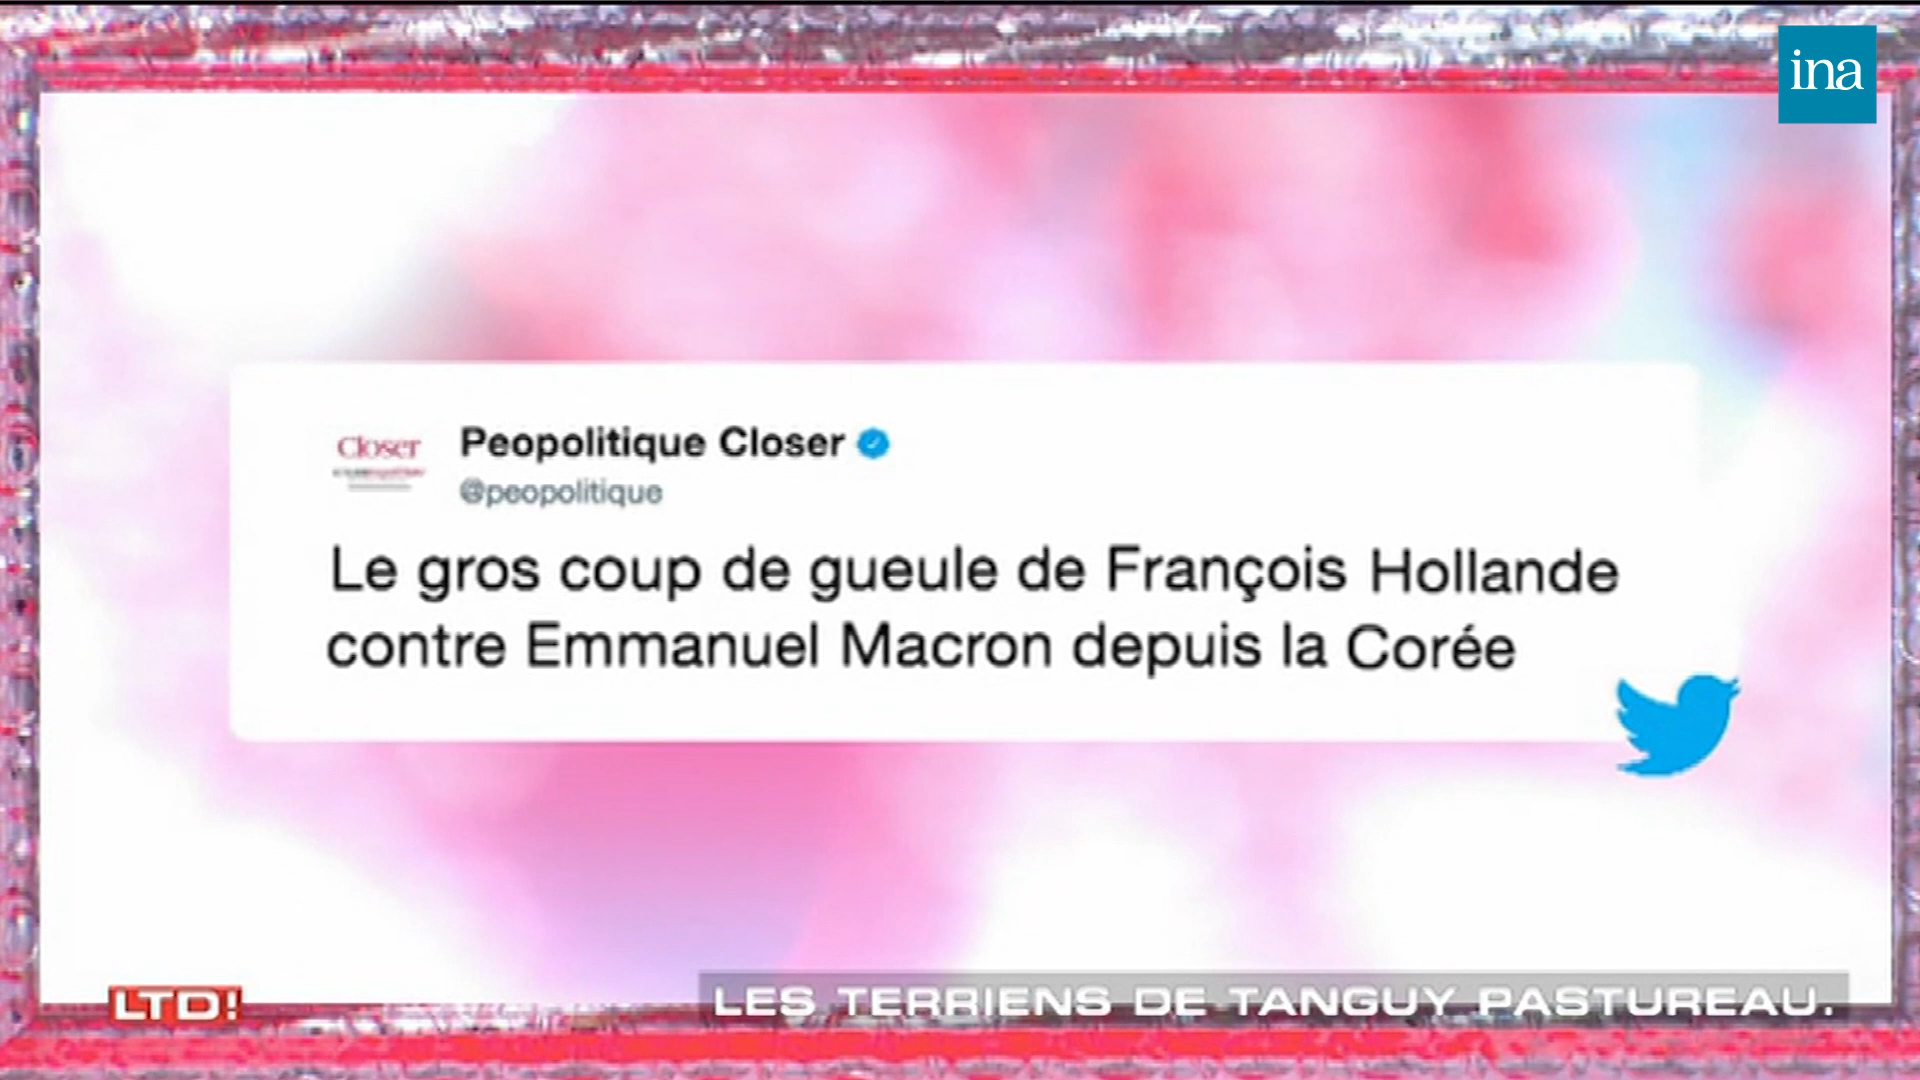 ina
Closer
Peopolitique Closer
@peopolitique
Le gros coup de gueule de François Hollande
contre Emmanuel Macron depuis la Corée
LTD!
LES TERRIENS DE TANGUY PASTUREAU.